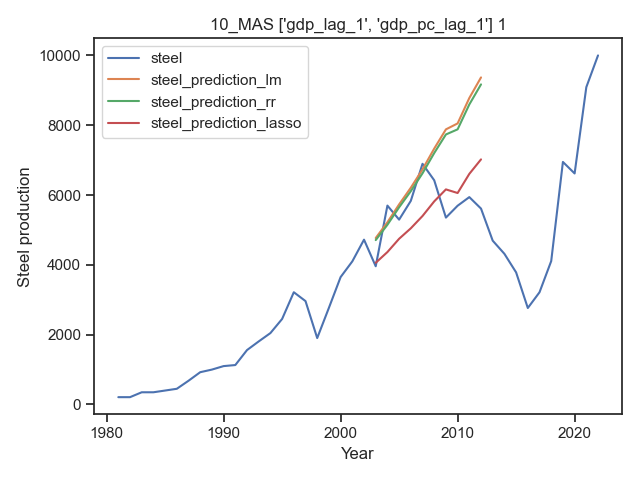 10_MAS ['gdp_lag_1', 'gdp_pc_lag_1'] 1
steel
steel_prediction_lm
steel_prediction_rr
steel_prediction_lasso
Steel production
10000
8000
6000
4000
2000
0
1980
1990
2000
2010
2020
Year